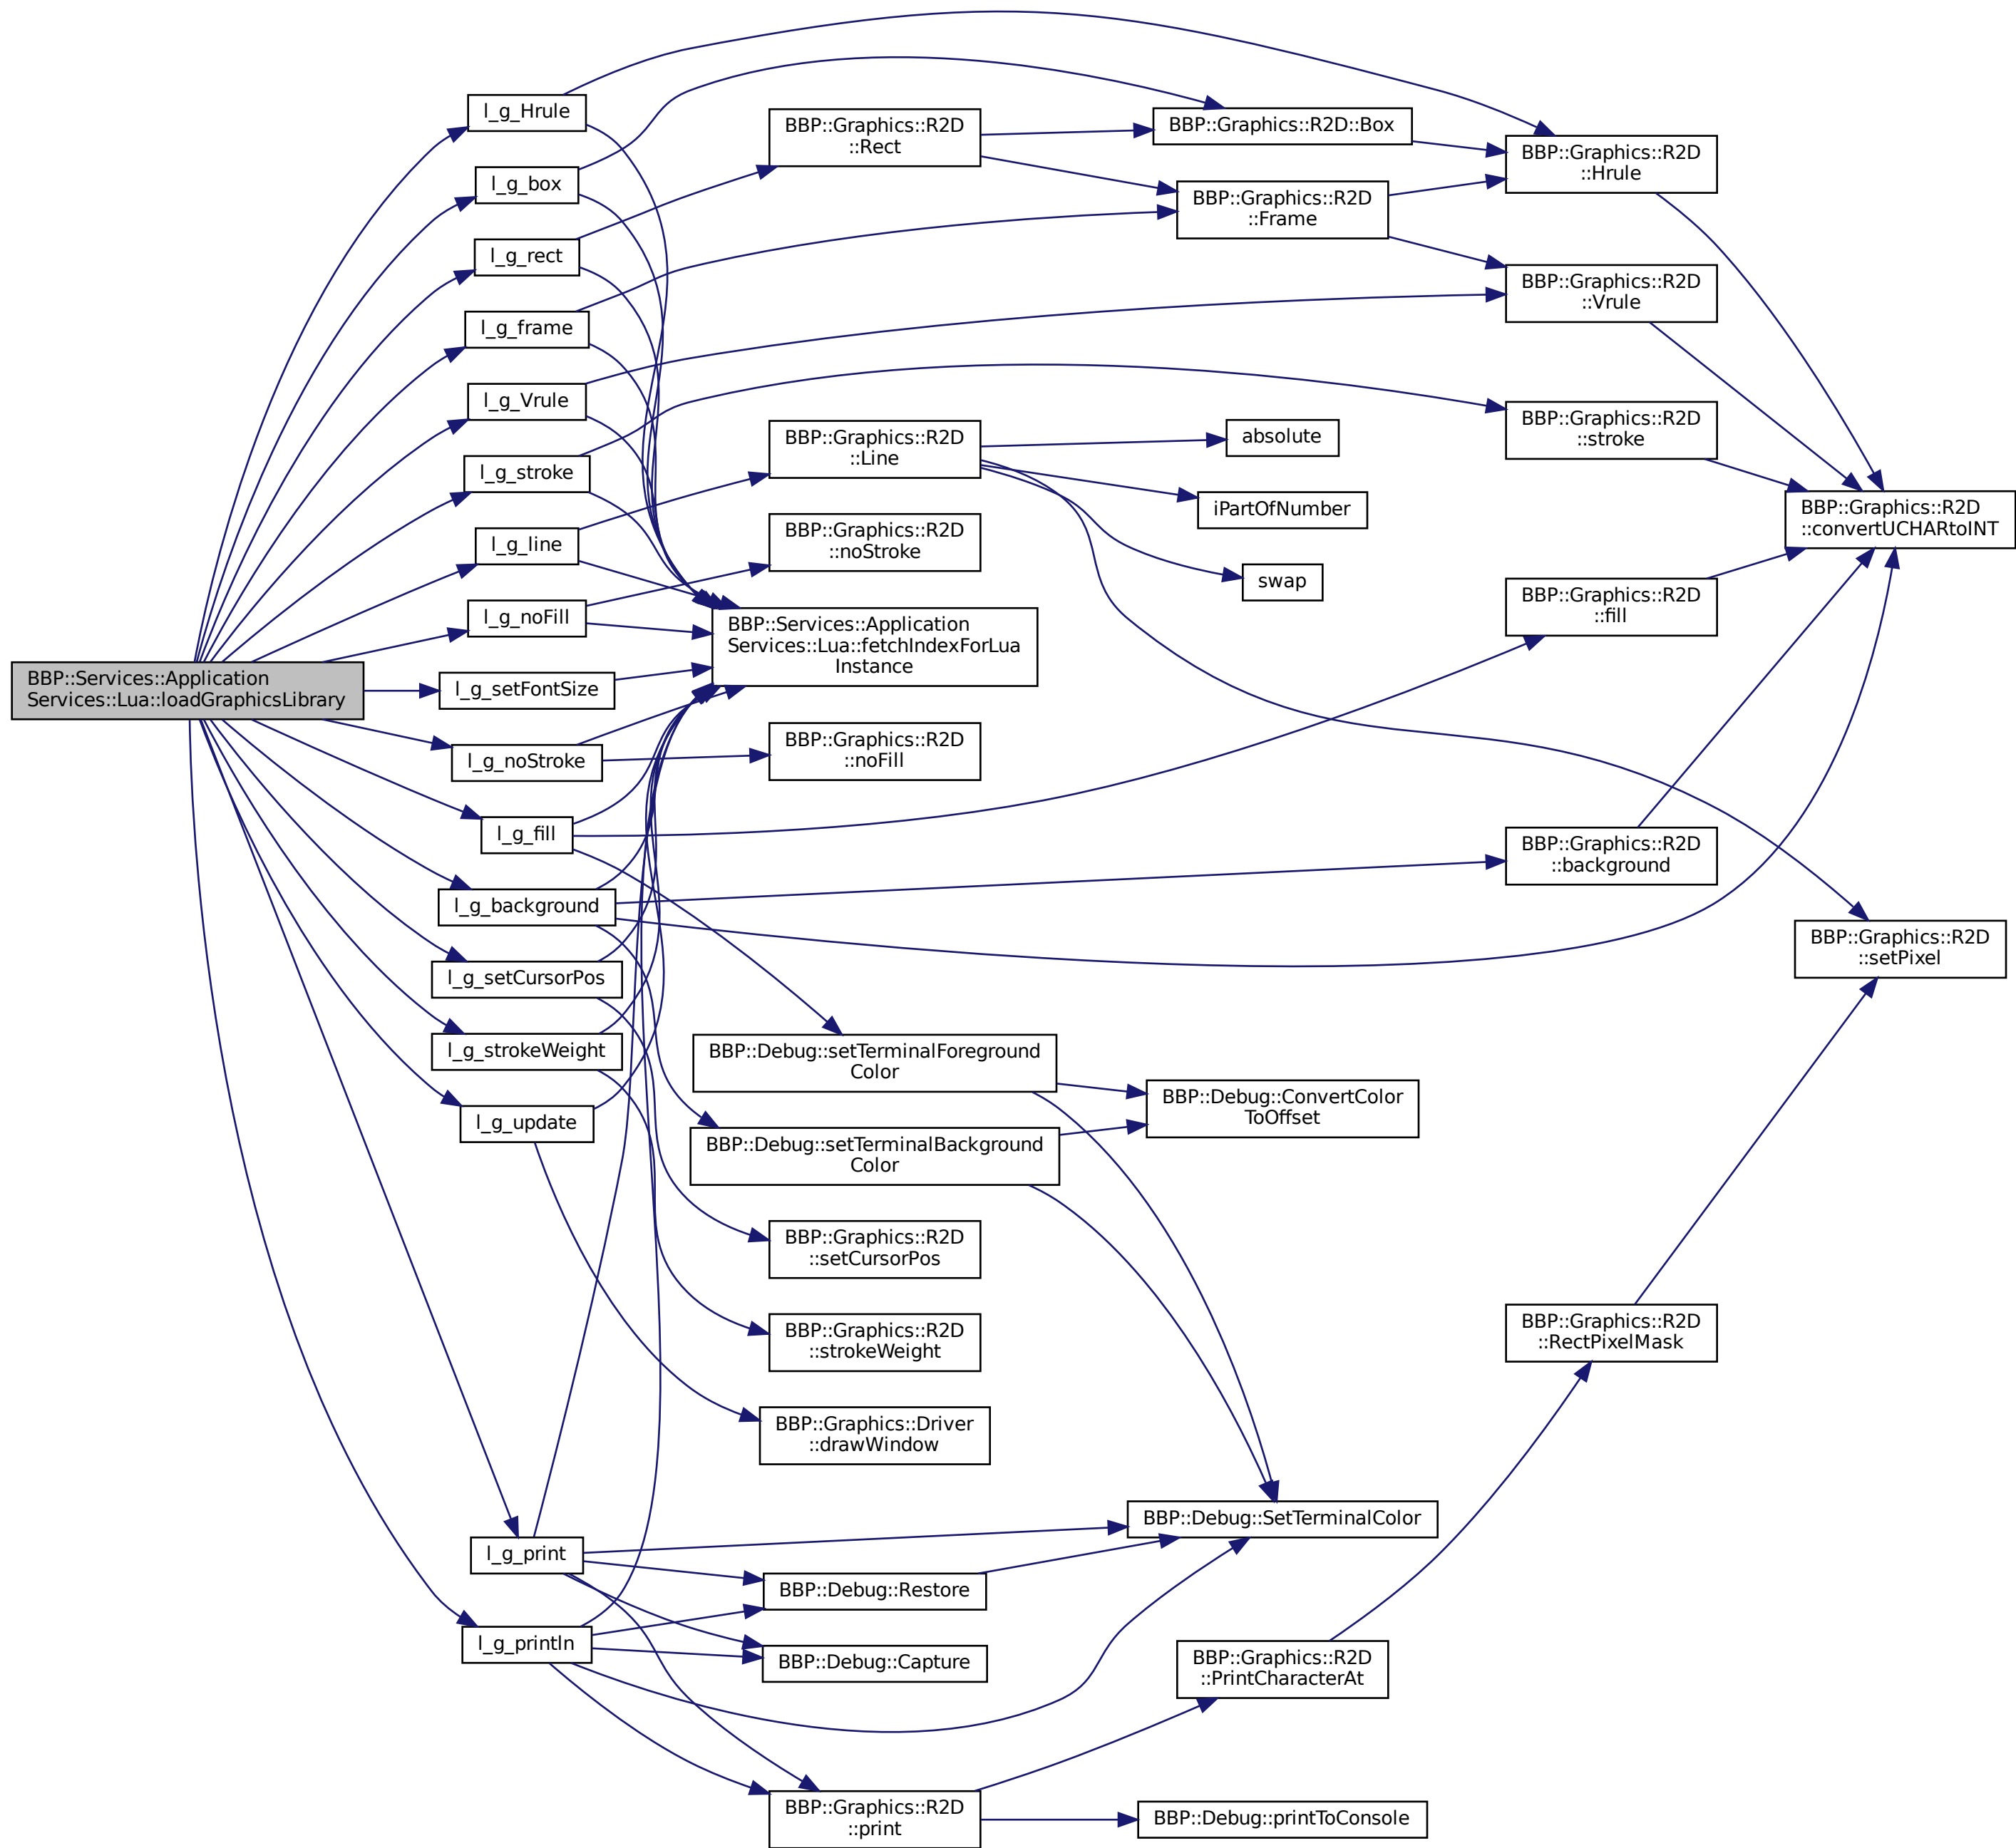 BBP::Services::Application
Services::Lua::loadGraphicsLibrary
l_g_Hrule
l_g_box
l_g_rect
l_g_frame
l_g_Vrule
l_g_stroke
l_g_line
l_g_noFill
l_g_setFontSize
l_g_noStroke
l_g_fill
l_g_background
l_g_setCursorPos
l_g_strokeWeight
l_g_update
l_g_print
l_g_println
BBP::Graphics::R2D
::Rect
BBP::Graphics::R2D
::Line
BBP::Graphics::R2D
::noStroke
BBP::Services::Application
Services::Lua::fetchIndexForLua
Instance
BBP::Graphics::R2D
::noFill
BBP::Debug::setTerminalForeground
Color
BBP::Debug::setTerminalBackground
Color
BBP::Graphics::R2D
::setCursorPos
BBP::Graphics::R2D
::strokeWeight
BBP::Graphics::Driver
::drawWindow
BBP::Debug::Restore
BBP::Debug::Capture
BBP::Graphics::R2D
::print
BBP::Graphics::R2D::Box
BBP::Graphics::R2D
::Frame
absolute
iPartOfNumber
swap
BBP::Debug::ConvertColor
ToOffset
BBP::Debug::SetTerminalColor
BBP::Graphics::R2D
::PrintCharacterAt
BBP::Debug::printToConsole
BBP::Graphics::R2D
::Hrule
BBP::Graphics::R2D
::Vrule
BBP::Graphics::R2D
::stroke
BBP::Graphics::R2D
::fill
BBP::Graphics::R2D
::background
BBP::Graphics::R2D
::RectPixelMask
BBP::Graphics::R2D
::convertUCHARtoINT
BBP::Graphics::R2D
::setPixel